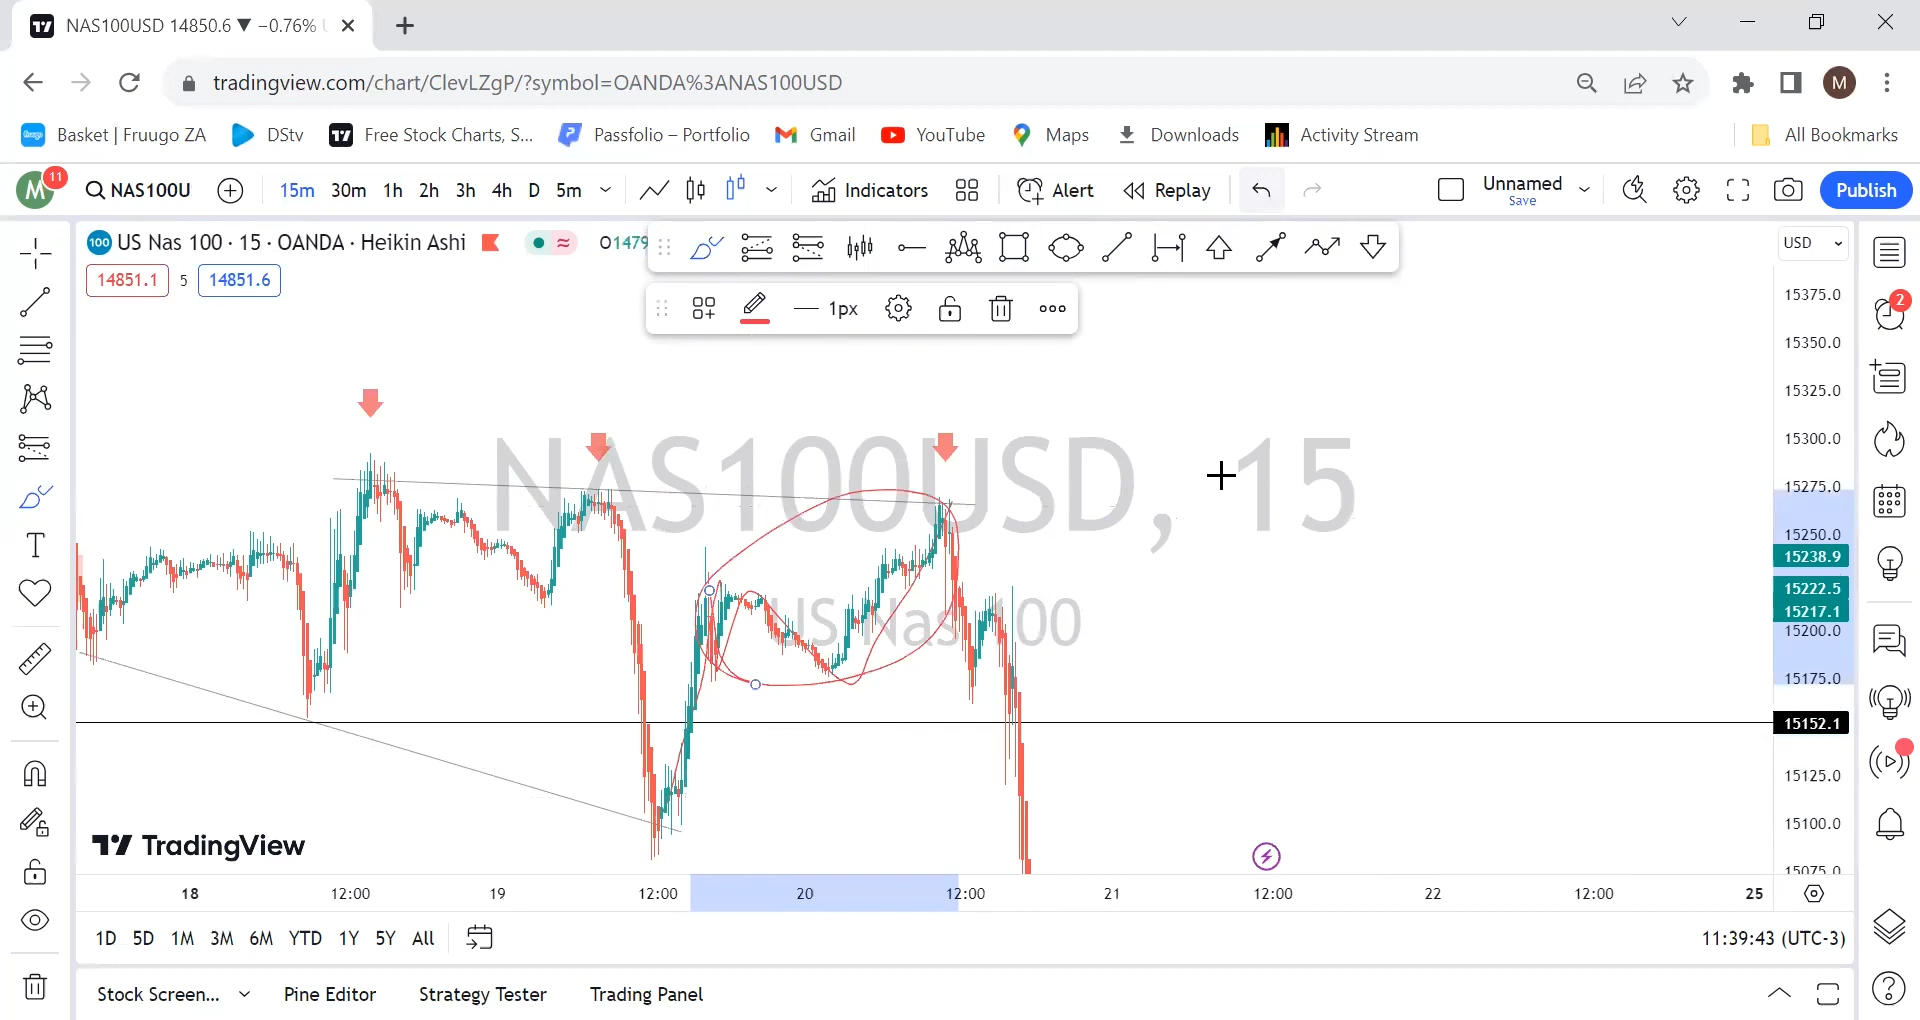 NAS100USD 14850.6 ▼ −0.76%
tradingview.com/chart/ClevLZgP/?symbol=OANDA%3ANAS100USD
M
Basket | Fruugo ZA DStv Free Stock Charts, S... Passfolio – Portfolio Gmail YouTube Maps Downloads Activity Stream All Bookmarks
M 11 NAS100U 15m 30m 1h 2h 3h 4h D 5m Indicators Alert Replay Unnamed Save Publish
100 US Nas 100 · 15 · OANDA · Heikin Ashi O1479
USD
14851.1 5 14851.6
1px
2
15375.0
15350.0
15325.0
15300.0
15275.0
15250.0
15238.9
15222.5
15217.1
15200.0
15175.0
15152.1
15125.0
15100.0
15075.0
NAS100USD, 15
US Nas 100
TradingView
18 12:00 19 12:00 20 12:00 21 12:00 22 12:00 25
1D 5D 1M 3M 6M YTD 1Y 5Y All 11:39:43 (UTC-3)
Stock Screen... Pine Editor Strategy Tester Trading Panel